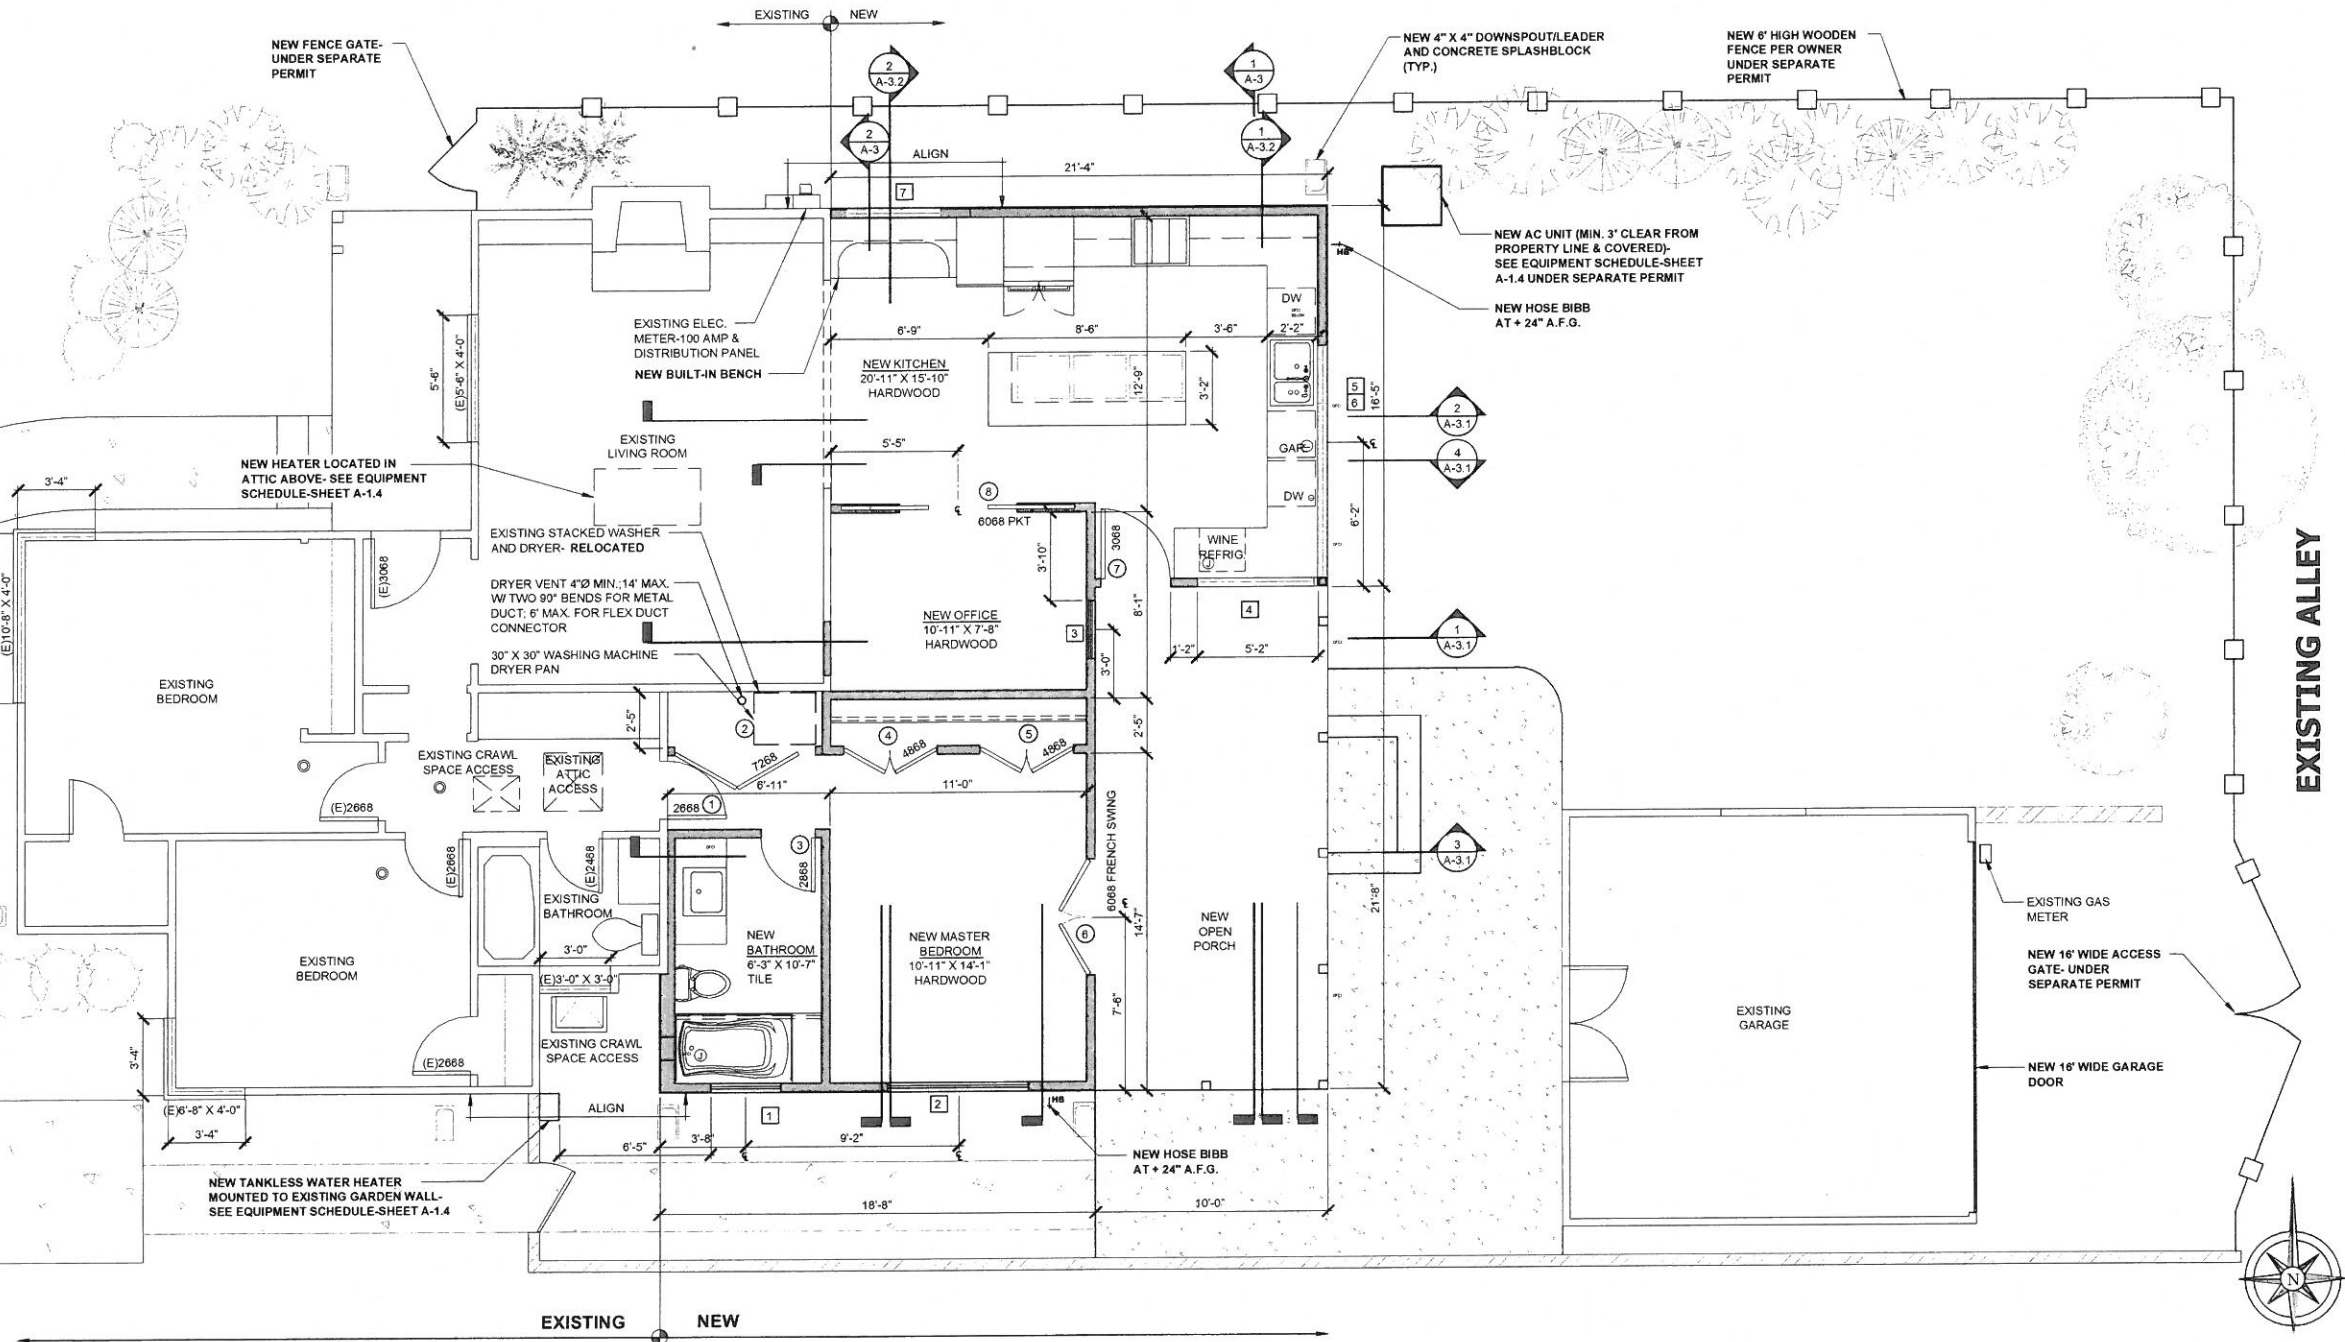 EXISTING NEW
NEW FENCE GATE-
UNDER SEPARATE
PERMIT
2
A-3.2
1
A-3
NEW 4" X 4" DOWNSPOUT/LEADER
AND CONCRETE SPLASHBLOCK
(TYP.)
NEW 6' HIGH WOODEN
FENCE PER OWNER
UNDER SEPARATE
PERMIT
2
A-3
1
A-3.2
ALIGN
21'-4"
7
NEW AC UNIT (MIN. 3' CLEAR FROM
PROPERTY LINE & COVERED)-
SEE EQUIPMENT SCHEDULE-SHEET
A-1.4 UNDER SEPARATE PERMIT
HB
NEW HOSE BIBB
AT + 24" A.F.G.
EXISTING ELEC.
METER-100 AMP &
DISTRIBUTION PANEL
NEW BUILT-IN BENCH
DW
6'-9"
8'-6"
3'-6"
2'-2"
NEW KITCHEN
20'-11" X 15'-10"
HARDWOOD
12'-9"
3'-2"
5
6
16'-5"
5'-6"
(E)5'-6" X 4'-0"
2
A-3.1
4
A-3.1
EXISTING
LIVING ROOM
5'-5"
GAR
DW
NEW HEATER LOCATED IN
ATTIC ABOVE- SEE EQUIPMENT
SCHEDULE-SHEET A-1.4
3'-4"
8
6068 PKT
6'-2"
EXISTING STACKED WASHER
AND DRYER- RELOCATED
WINE
REFRIG.
3068
7
3'-10"
(E)3068
(E)10'-8" X 4'-0"
DRYER VENT 4"Ø MIN.;14' MAX.
W/ TWO 90° BENDS FOR METAL
DUCT; 6' MAX. FOR FLEX DUCT
CONNECTOR
NEW OFFICE
10'-11" X 7'-8"
HARDWOOD
8'-1"
4
3
1
A-3.1
30" X 30" WASHING MACHINE
DRYER PAN
1'-2"
5'-2"
3'-0"
EXISTING
BEDROOM
EXISTING ALLEY
2'-5"
2
4
4868
5
4868
2'-5"
EXISTING CRAWL
SPACE ACCESS
EXISTING
ATTIC
ACCESS
7268
6'-11"
11'-0"
(E)2668
2668
1
6068 FRENCH SWING
3
A-3.1
3
2868
(E)2668
(E)2468
21'-8"
EXISTING
BATHROOM
3'-0"
(E)3'-0" X 3'-0"
NEW
BATHROOM
6'-3" X 10'-7"
TILE
NEW MASTER
BEDROOM
10'-11" X 14'-1"
HARDWOOD
14'-7"
6
NEW
OPEN
PORCH
EXISTING GAS
METER
EXISTING
BEDROOM
NEW 16' WIDE ACCESS
GATE- UNDER
SEPARATE PERMIT
7'-6"
EXISTING
GARAGE
EXISTING CRAWL
SPACE ACCESS
3'-4"
(E)2668
NEW 16' WIDE GARAGE
DOOR
(E)6'-8" X 4'-0"
3'-4"
ALIGN
1
2
HB
6'-5"
3'-8"
9'-2"
NEW HOSE BIBB
AT + 24" A.F.G.
NEW TANKLESS WATER HEATER
MOUNTED TO EXISTING GARDEN WALL-
SEE EQUIPMENT SCHEDULE-SHEET A-1.4
18'-8"
10'-0"
N
EXISTING NEW